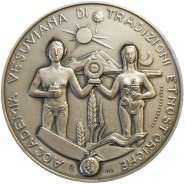 ACCADEMIA VESUVIANA DI TRADIZIONI ETNOSTORICHE